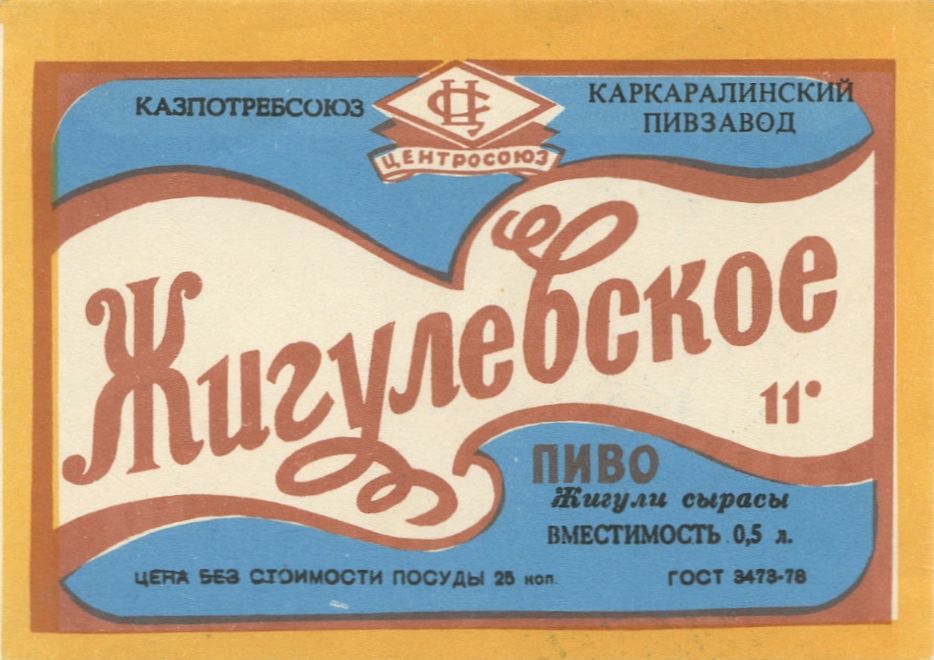 КАЗПОТРЕБСОЮЗ
ЦС
ЦЕНТРОСОЮЗ
КАРКАРАЛИНСКИЙ
ПИВЗАВОД
Жигулевское
11°
ПИВО
Жигули сырасы
ВМЕСТИМОСТЬ 0,5 л.
ЦЕНА БЕЗ СТОИМОСТИ ПОСУДЫ 25 коп.
ГОСТ 3473-78